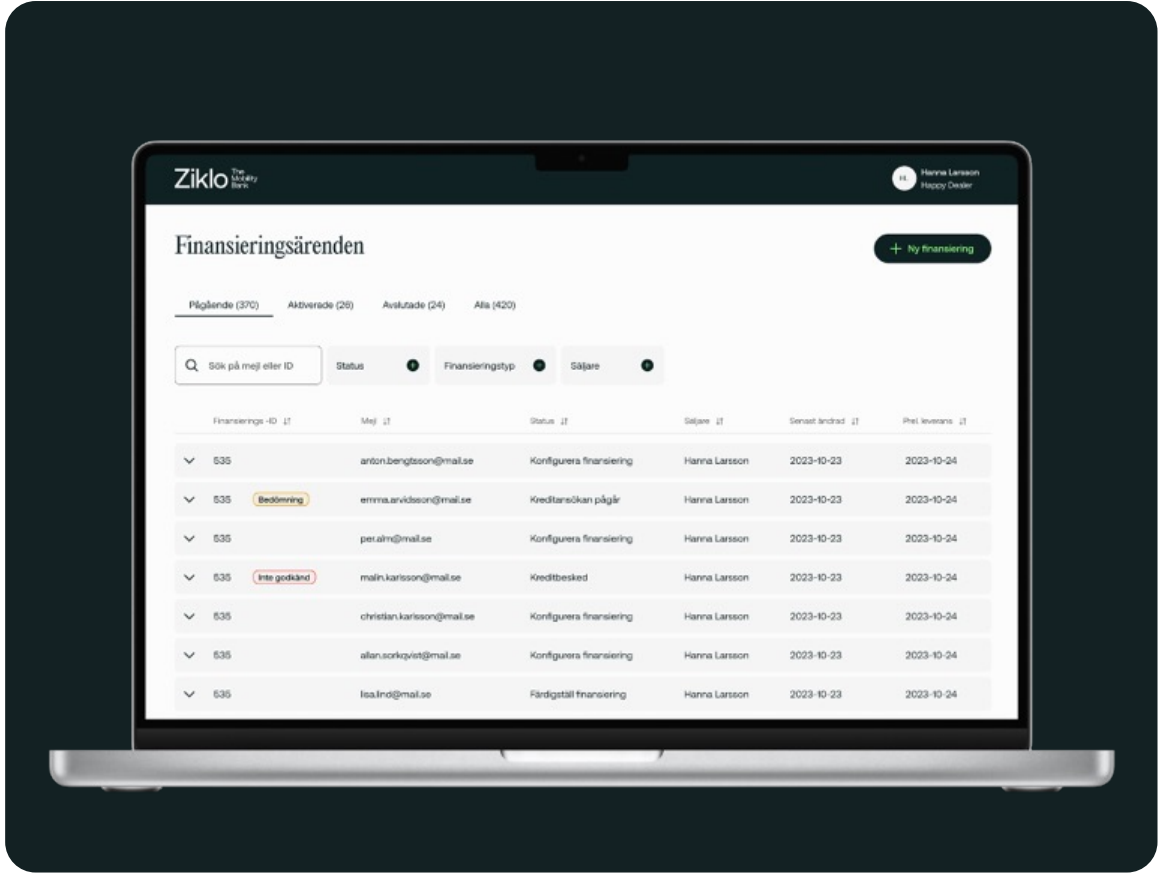 Ziklo The Mobility Bank
HL
Hanna Larsson
Happy Dealer
Finansieringsärenden
+ Ny finansiering
Pågående (370) Aktiverade (26) Avslutade (24) Alla (420)
Sök på mejl eller ID Status Finansieringstyp Säljare
Finansierings -ID Mejl Status Säljare Senast ändrad Prel. leverans
535 anton.bengtsson@mail.se Konfigurera finansiering Hanna Larsson 2023-10-23 2023-10-24
535 Bedömning emma.arvidsson@mail.se Kreditansökan pågår Hanna Larsson 2023-10-23 2023-10-24
535 per.alm@mail.se Konfigurera finansiering Hanna Larsson 2023-10-23 2023-10-24
535 Inte godkänd malin.karlsson@mail.se Kreditbesked Hanna Larsson 2023-10-23 2023-10-24
535 christian.karlsson@mail.se Konfigurera finansiering Hanna Larsson 2023-10-23 2023-10-24
535 allan.sorkqvist@mail.se Konfigurera finansiering Hanna Larsson 2023-10-23 2023-10-24
535 lisa.lind@mail.se Färdigställ finansiering Hanna Larsson 2023-10-23 2023-10-24